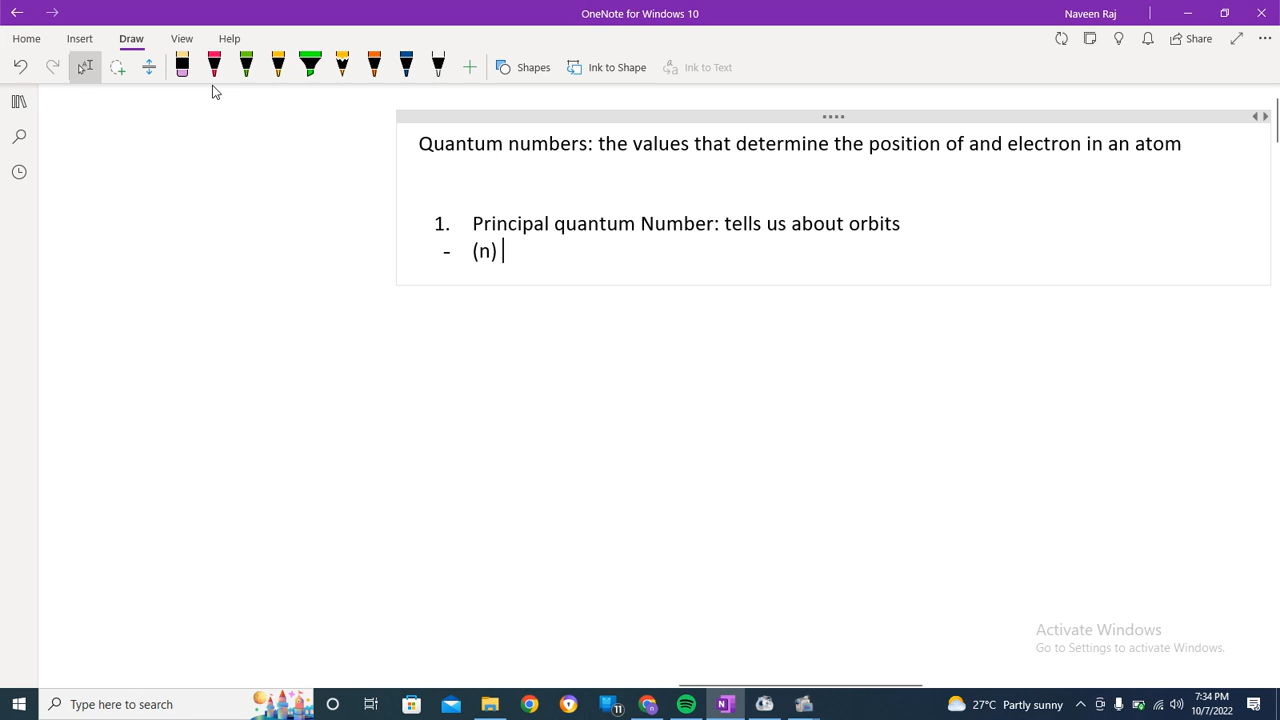 OneNote for Windows 10
Naveen Raj
Home
Insert
Draw
View
Help
Share
Shapes
Ink to Shape
Ink to Text
Quantum numbers: the values that determine the position of and electron in an atom
1. Principal quantum Number: tells us about orbits
- (n)
Activate Windows
Go to Settings to activate Windows.
Type here to search
11
27°C Partly sunny
7:34 PM
10/7/2022